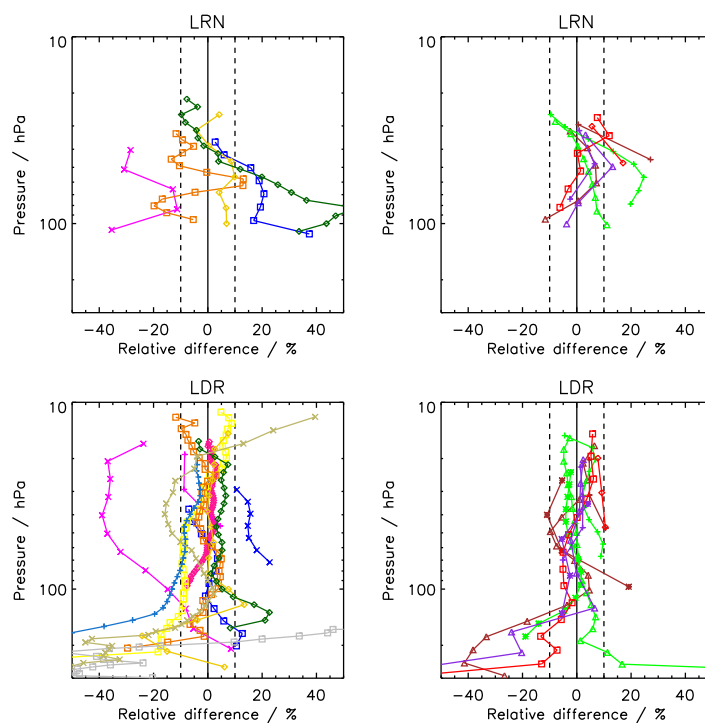 LRN
LRN
10
10
Pressure / hPa
Pressure / hPa
100
100
−40 −20 0 20 40
−40 −20 0 20 40
Relative difference / %
Relative difference / %
LDR
LDR
10
10
Pressure / hPa
Pressure / hPa
100
100
−40 −20 0 20 40
−40 −20 0 20 40
Relative difference / %
Relative difference / %